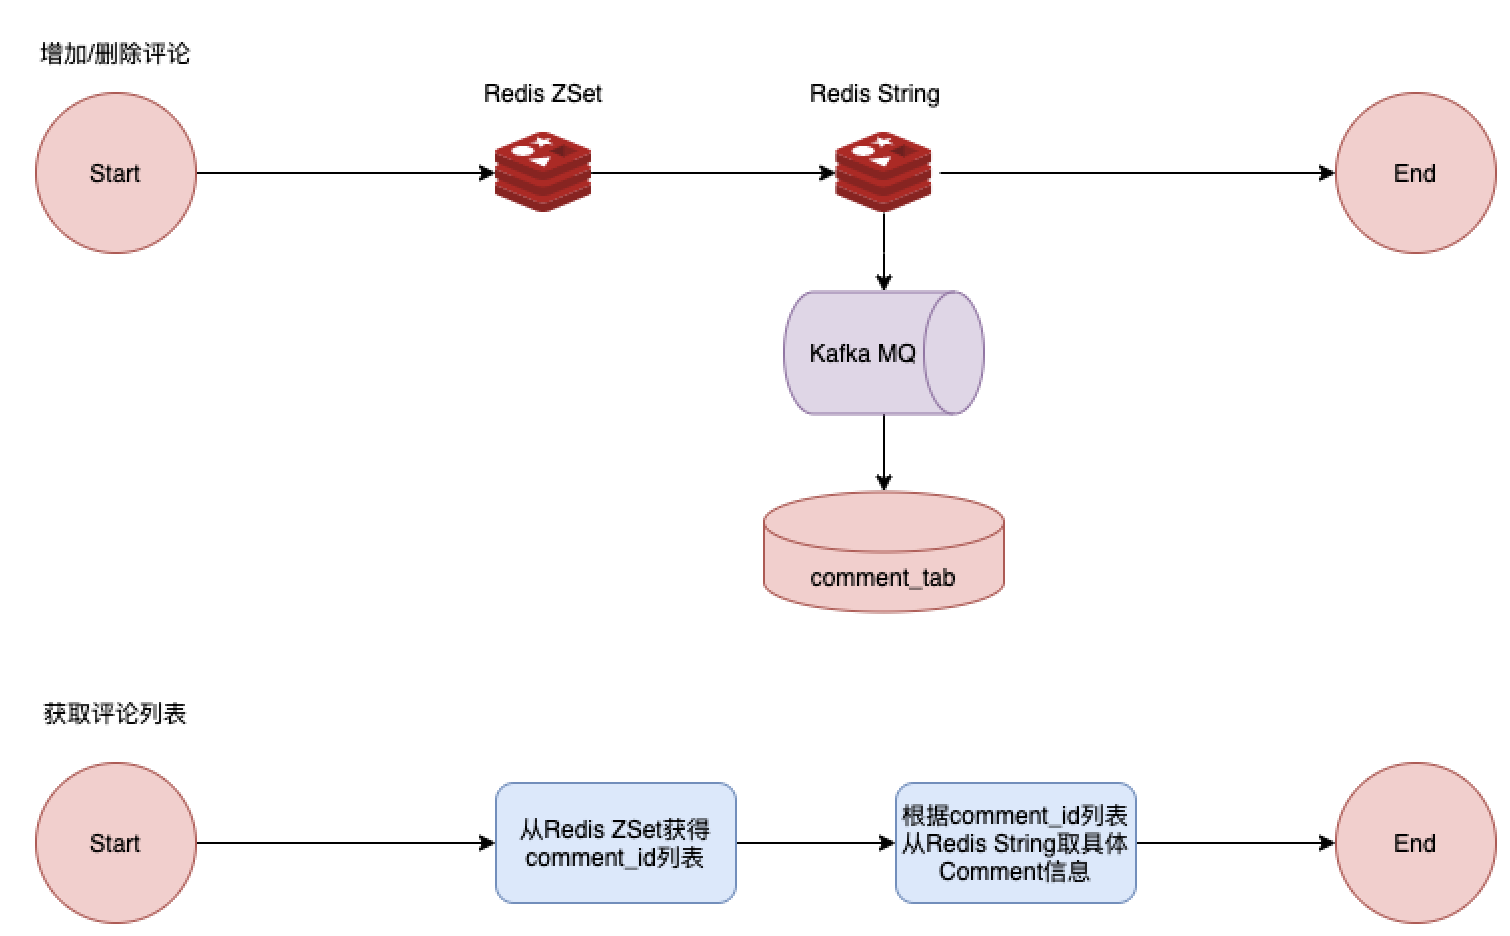 增加/删除评论
Redis ZSet
Redis String
Start
End
Kafka MQ
comment_tab
获取评论列表
Start
从Redis ZSet获得
comment_id列表
根据comment_id列表
从Redis String取具体
Comment信息
End